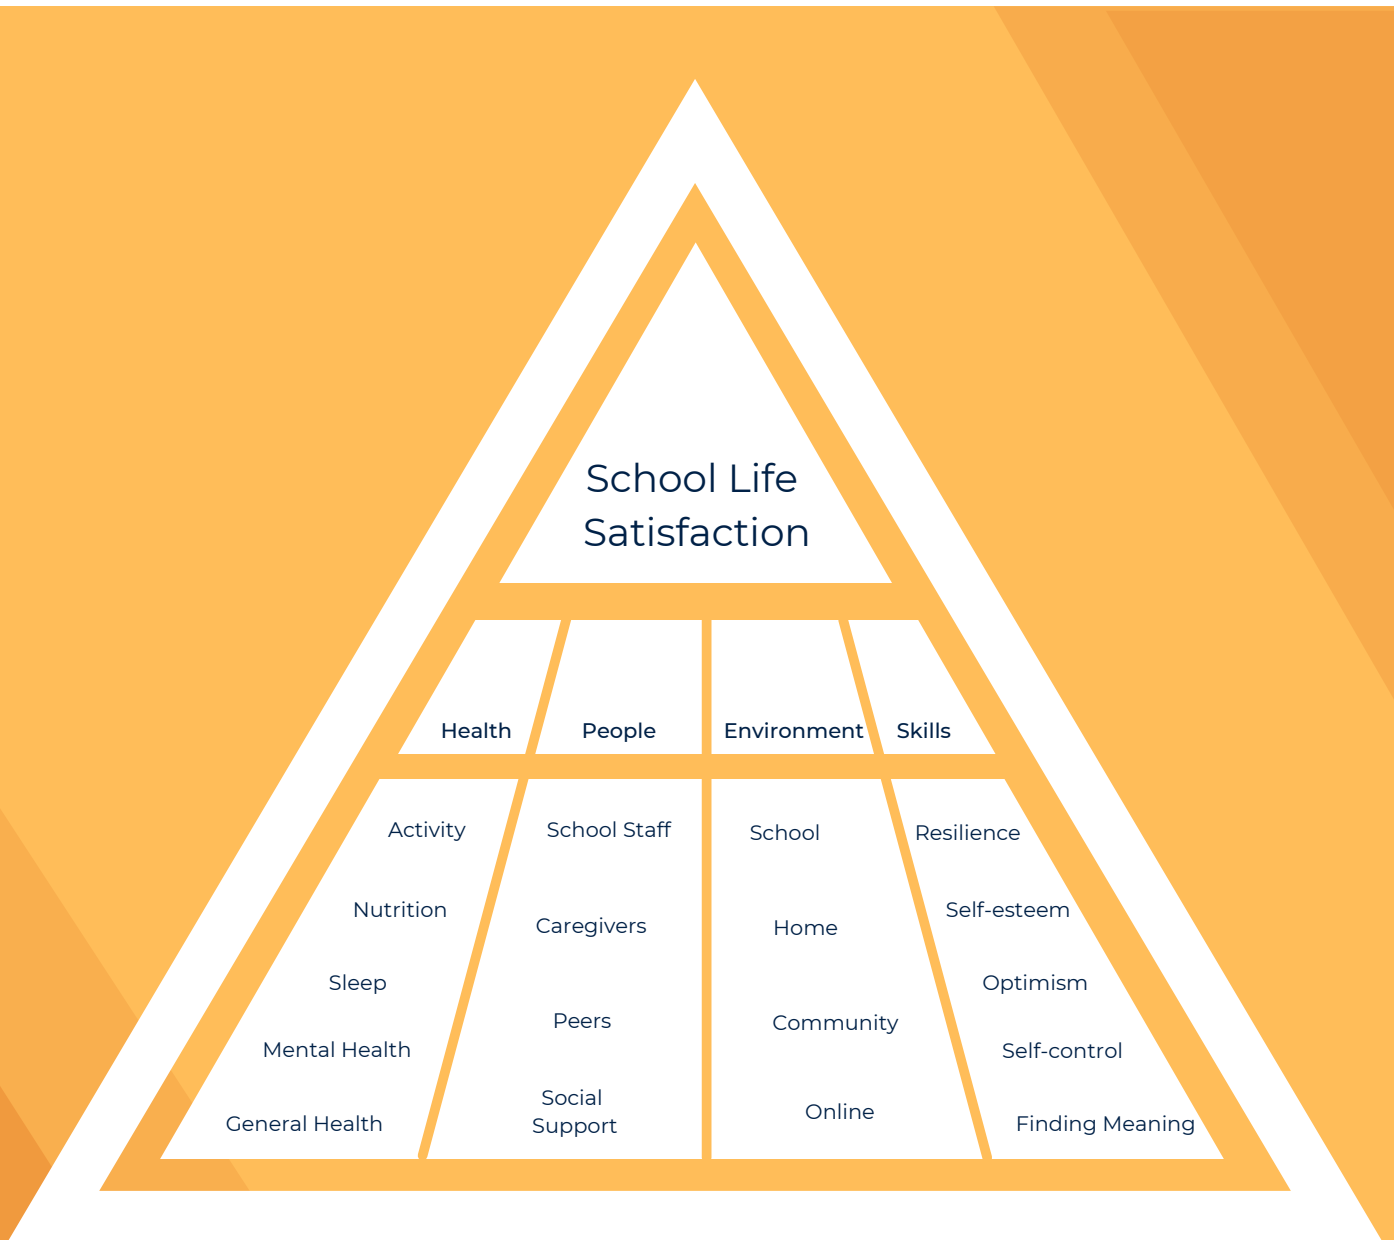 School Life
Satisfaction
Health
People
Environment
Skills
Activity
Nutrition
Sleep
Mental Health
General Health
School Staff
Caregivers
Peers
Social
Support
School
Home
Community
Online
Resilience
Self-esteem
Optimism
Self-control
Finding Meaning